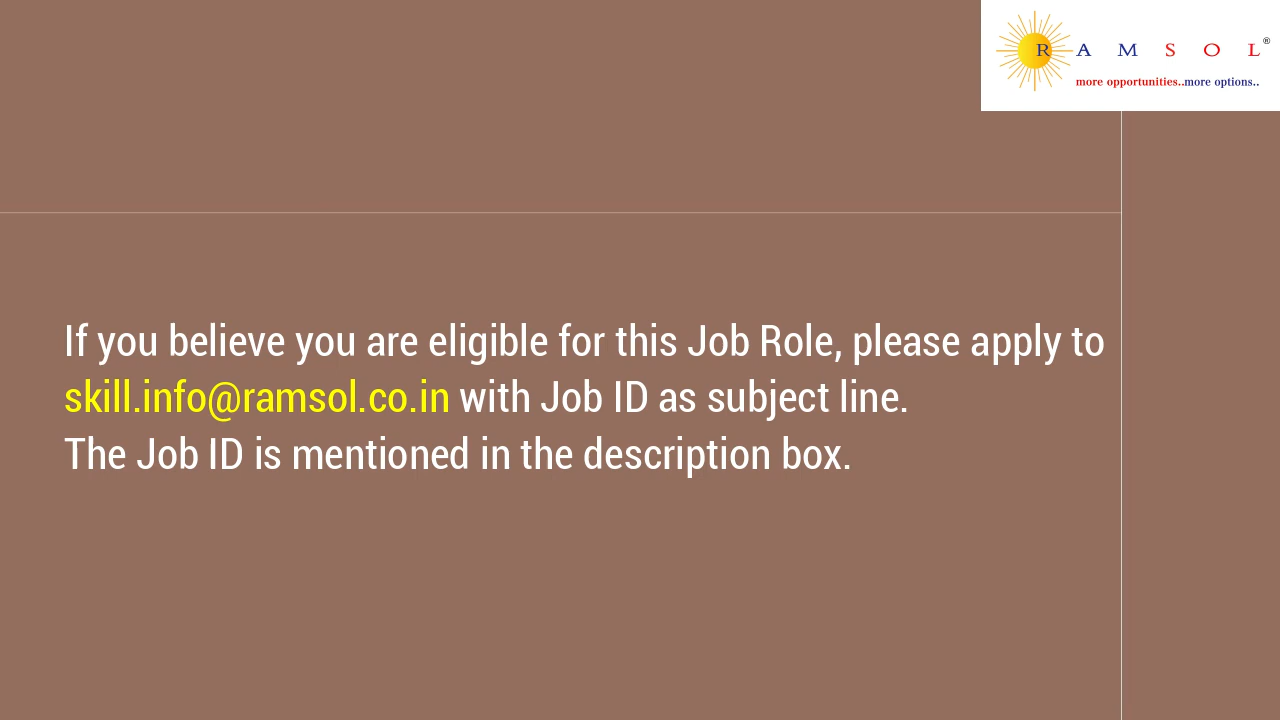 R A M S O L ®
more opportunities..more options..
If you believe you are eligible for this Job Role, please apply to
skill.info@ramsol.co.in with Job ID as subject line.
The Job ID is mentioned in the description box.